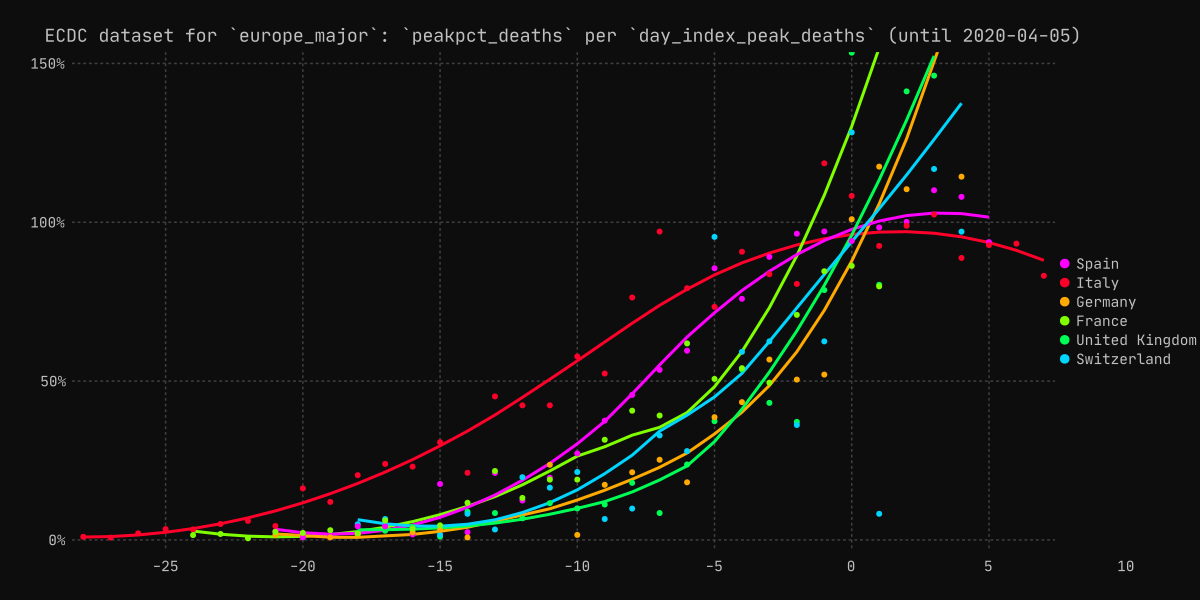 ECDC dataset for `europe_major`: `peakpct_deaths` per `day_index_peak_deaths` (until 2020-04-05)
150%
100%
50%
0%
-25
-20
-15
-10
-5
0
5
10
Spain
Italy
Germany
France
United Kingdom
Switzerland